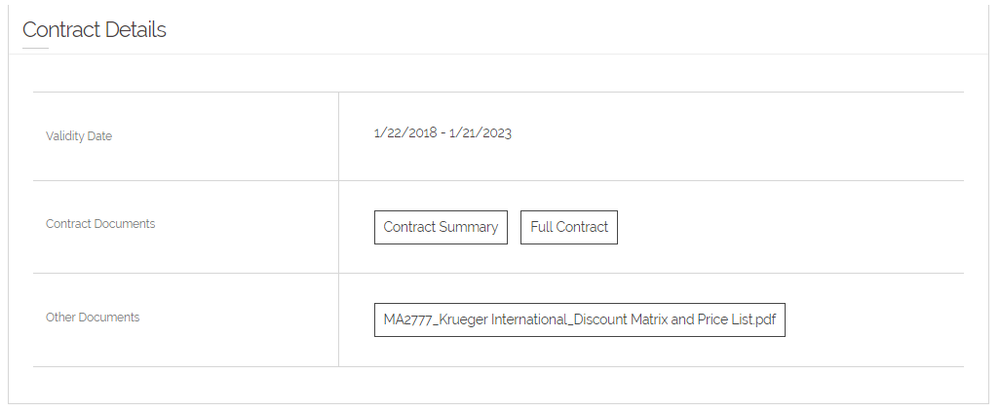 Contract Details
Validity Date
1/22/2018 - 1/21/2023
Contract Documents
Contract Summary
Full Contract
Other Documents
MA2777_Krueger International_Discount Matrix and Price List.pdf